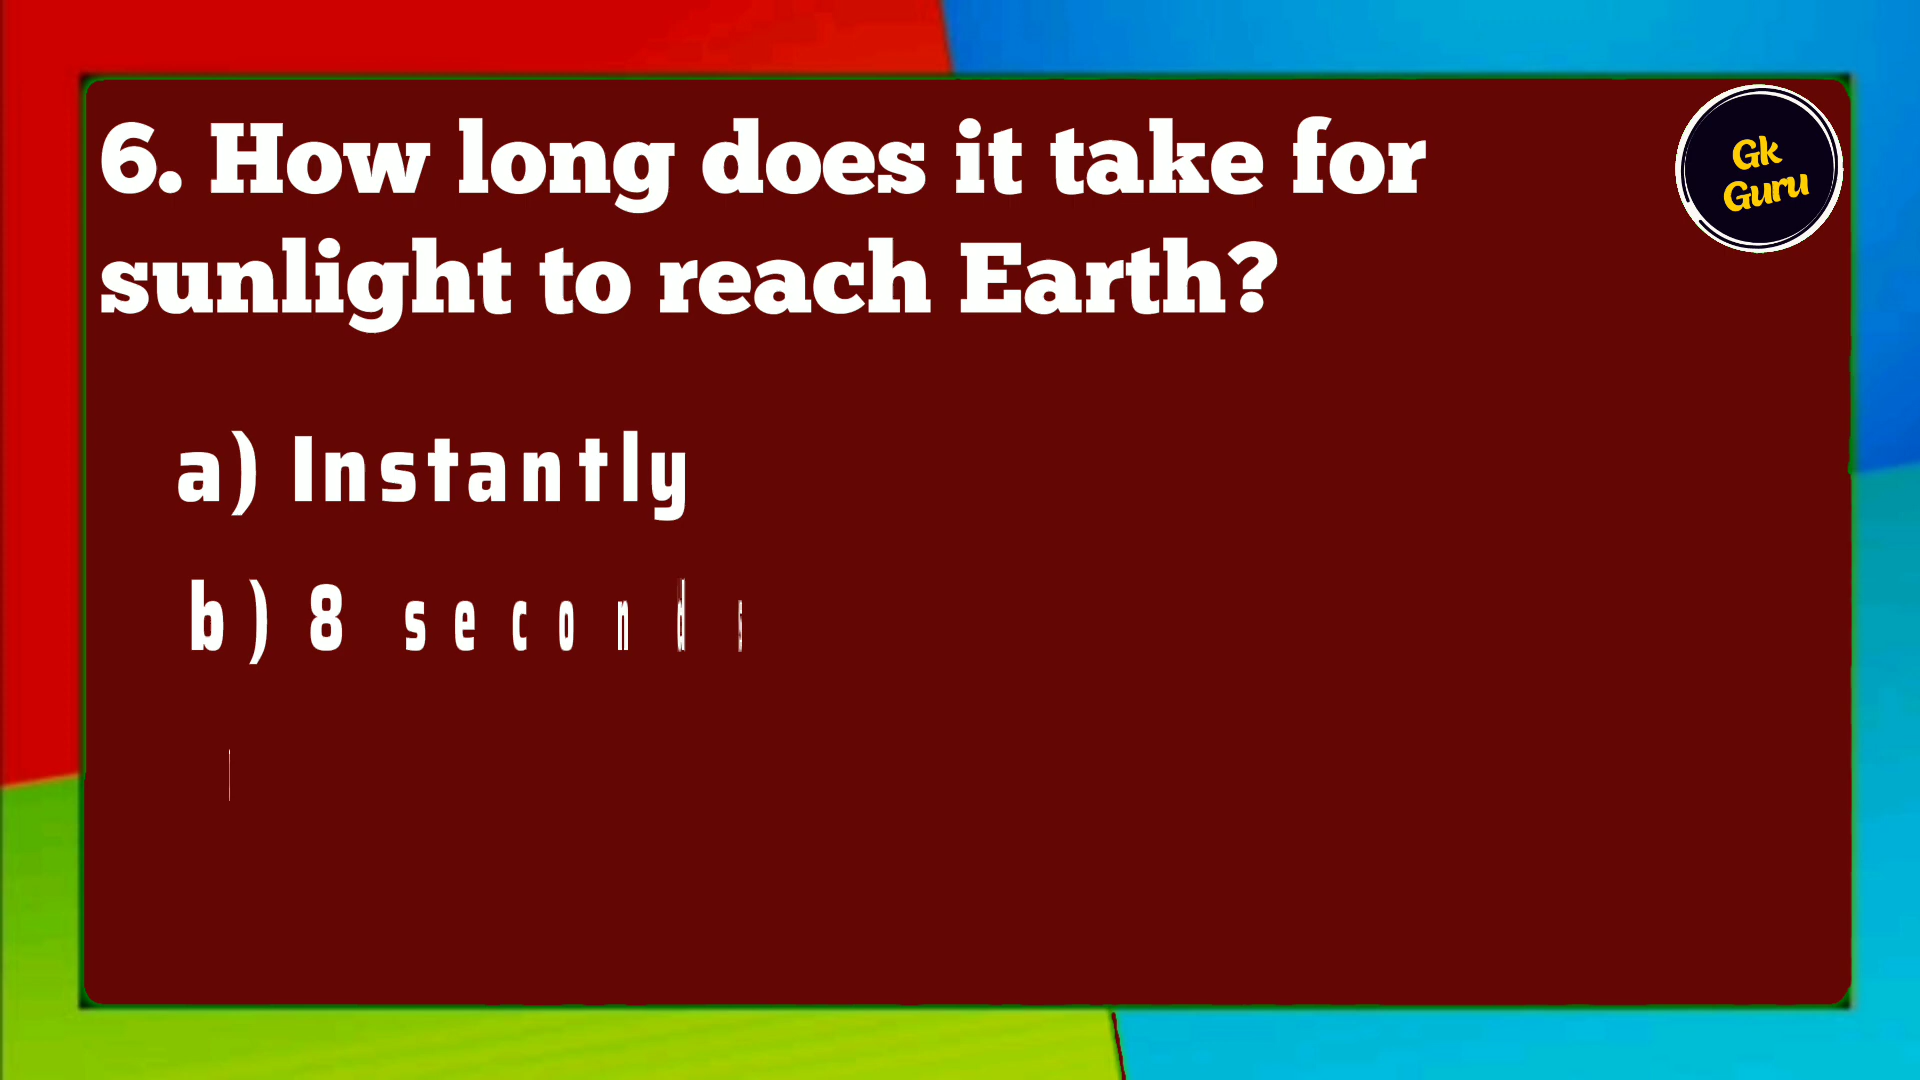 6. How long does it take for
sunlight to reach Earth?
Gk
Guru
a) Instantly
b) 8 seconds